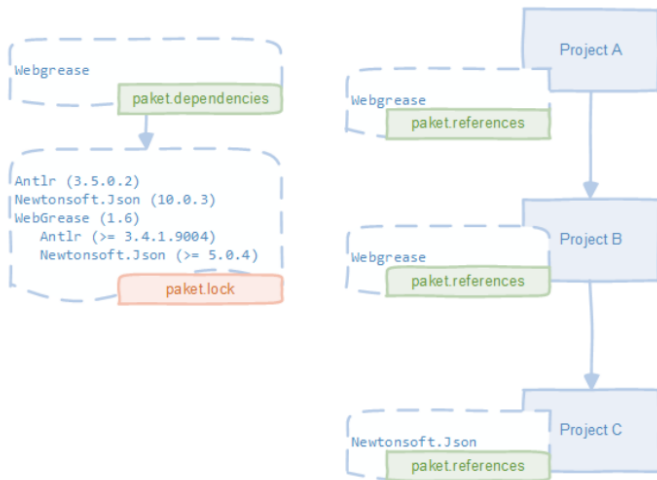 Webgrease
paket.dependencies
Antlr (3.5.0.2)
Newtonsoft.Json (10.0.3)
WebGrease (1.6)
Antlr (>= 3.4.1.9004)
Newtonsoft.Json (>= 5.0.4)
paket.lock
Project A
Webgrease
paket.references
Project B
Webgrease
paket.references
Project C
Newtonsoft.Json
paket.references